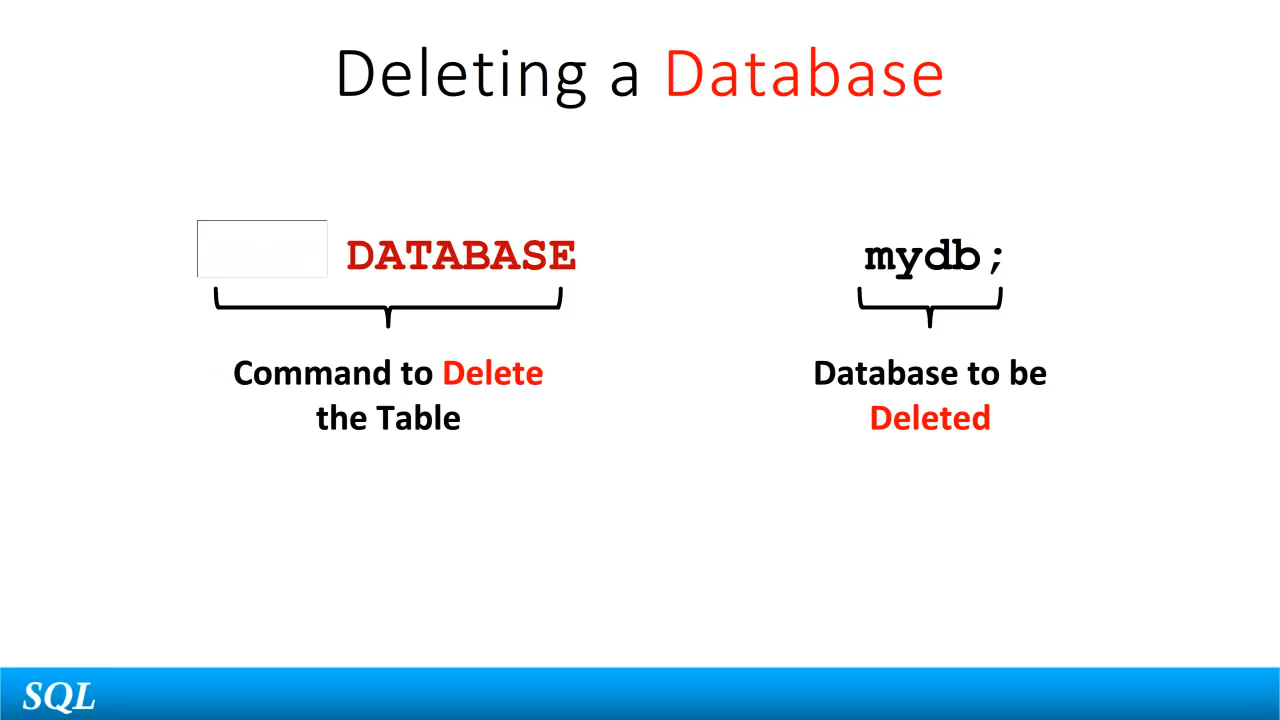 Deleting a Database
DATABASE mydb;
Command to Delete
the Table
Database to be
Deleted
SQL